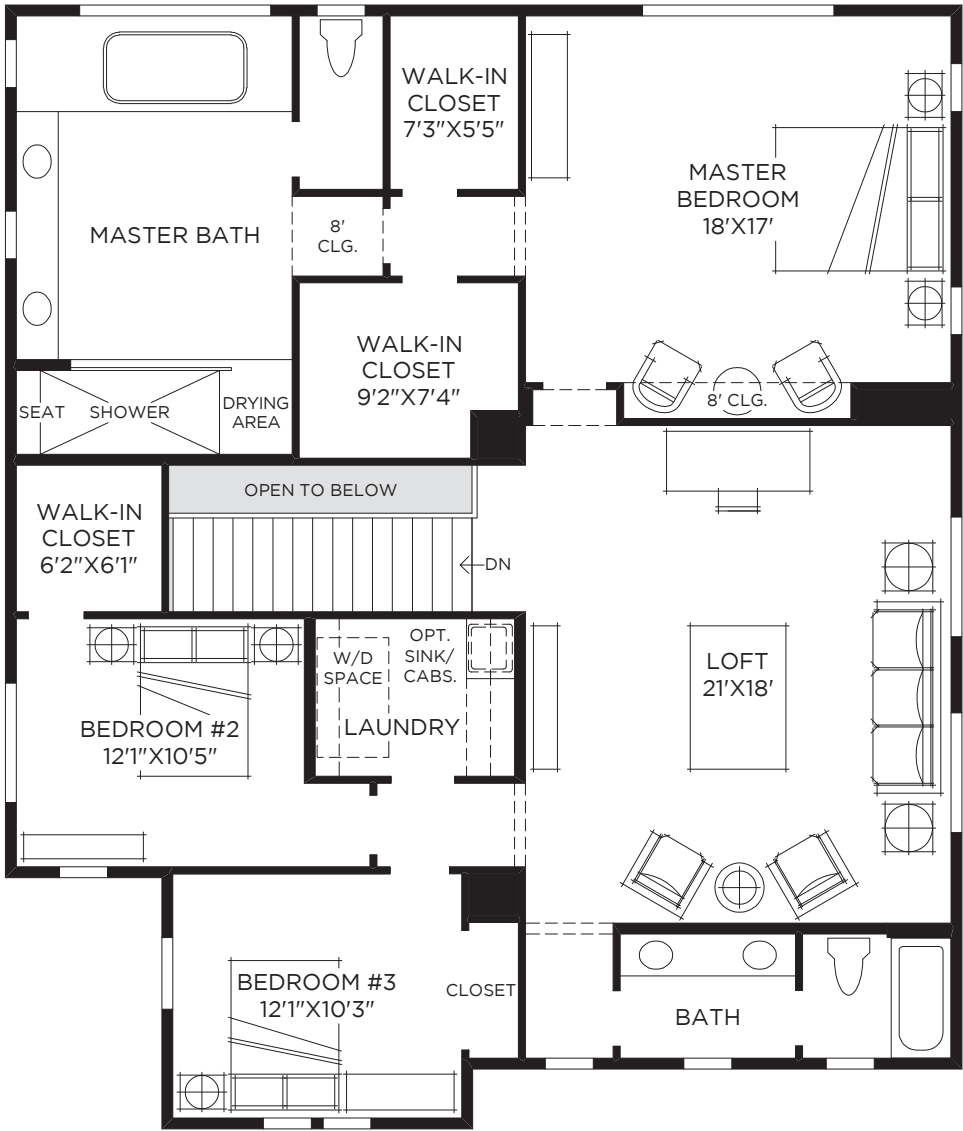 WALK-IN
CLOSET
7'3"X5'5"
MASTER
BEDROOM
18'X17'
MASTER BATH
8'
CLG.
WALK-IN
CLOSET
9'2"X7'4"
8' CLG.
SEAT
SHOWER
DRYING
AREA
OPEN TO BELOW
WALK-IN
CLOSET
6'2"X6'1"
DN
W/D
SPACE
OPT.
SINK/
CABS.
LAUNDRY
LOFT
21'X18'
BEDROOM #2
12'1"X10'5"
BEDROOM #3
12'1"X10'3"
CLOSET
BATH